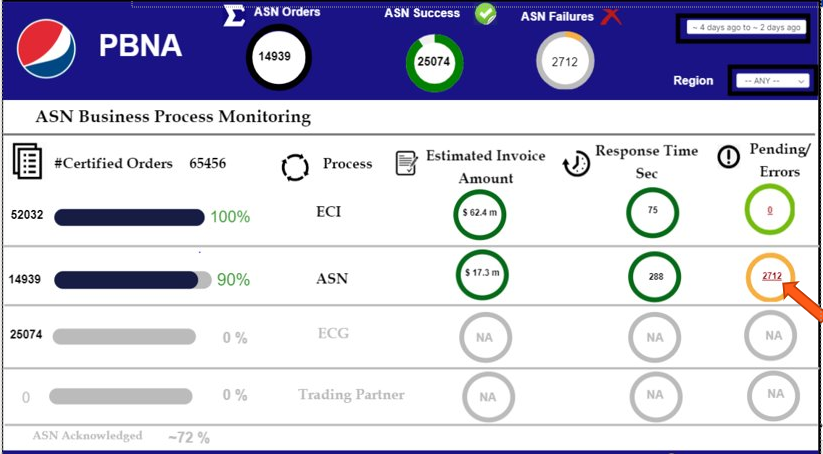 PBNA
ASN Orders
14939
ASN Success
25074
ASN Failures
2712
~ 4 days ago to ~ 2 days ago
Region
-- ANY --
ASN Business Process Monitoring
#Certified Orders 65456
Process
Estimated Invoice
Amount
Response Time
Sec
Pending/
Errors
52032 100% ECI $ 62.4 m 75 0
14939 90% ASN $ 17.3 m 288 2712
25074 0 % ECG NA NA NA
0 0 % Trading Partner NA NA NA
ASN Acknowledged ~72 %